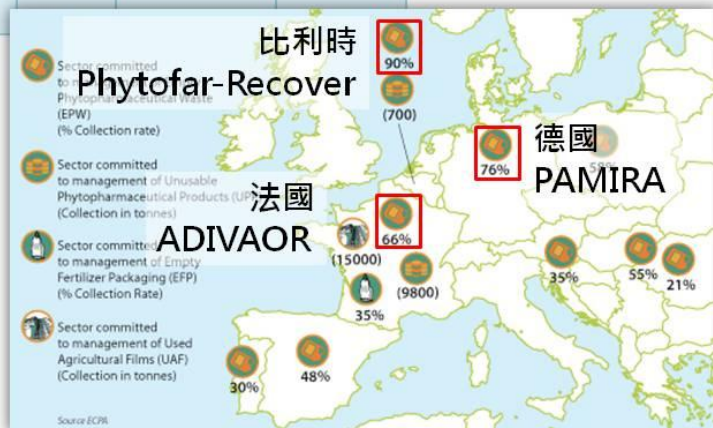 比利時
Phytofar-Recover
90%
(700)
德國
PAMIRA
76%
58%
法國
ADIVAOR
66%
(15000)
(9800)
35%
35%
55%
21%
30%
48%
Sector committed
to management of
Phytopharmaceutical Waste
(EPW)
(% Collection rate)
Sector committed
to management of Unusable
Phytopharmaceutical Products (UP
(Collection in tonnes)
Sector committed
to management of Empty
Fertilizer Packaging (EFP)
(% Collection Rate)
Sector committed
to management of Used
Agricultural Films (UAF)
(Collection in tonnes)
Source ECPA